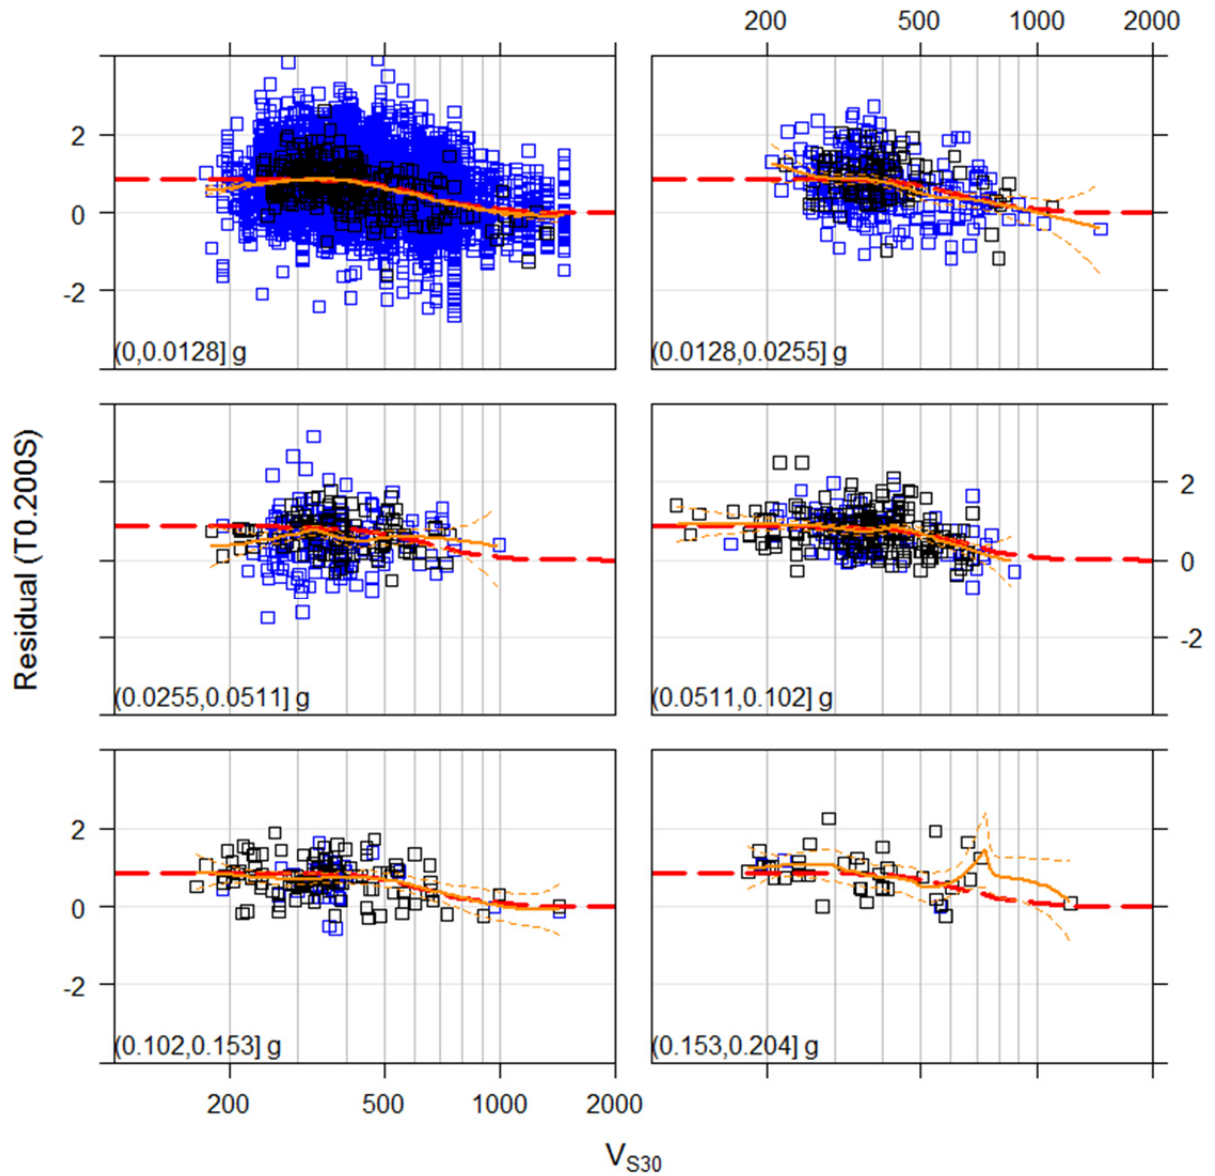 200 500 1000 2000
2
0
-2
(0,0.0128] g
(0.0128,0.0255] g
Residual (T0.200S)
2
0
-2
(0.0255,0.0511] g
(0.0511,0.102] g
2
0
-2
(0.102,0.153] g
(0.153,0.204] g
200 500 1000 2000
VS30